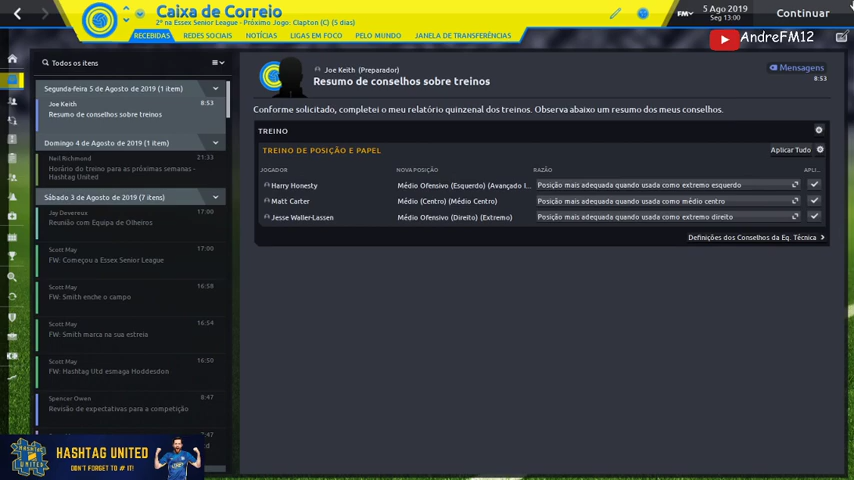 Caixa de Correio
2º na Essex Senior League - Próximo Jogo: Clapton (C) (5 dias)
FM
5 Ago 2019
Seg 13:00
Continuar
RECEBIDAS REDES SOCIAIS NOTÍCIAS LIGAS EM FOCO PELO MUNDO JANELA DE TRANSFERÊNCIAS
AndreFM12
Todos os itens
Segunda-feira 5 de Agosto de 2019 (1 item)
Joe Keith 8:53
Resumo de conselhos sobre treinos
Domingo 4 de Agosto de 2019 (1 item)
Neil Richmond 21:33
Horário do treino para as próximas semanas -
Hashtag United
Sábado 3 de Agosto de 2019 (7 itens)
Jay Devereux 17:00
Reunião com Equipa de Olheiros
Scott May 17:00
FW: Começou a Essex Senior League
Scott May 16:58
FW: Smith enche o campo
Scott May 16:54
FW: Smith marca na sua estreia
Scott May 16:50
FW: Hashtag Utd esmaga Hoddesdon
Spencer Owen 8:47
Revisão de expectativas para a competição
HASHTAG UNITED
DON'T FORGET TO # IT!
Joe Keith (Preparador)
Resumo de conselhos sobre treinos
Mensagens
8:53
Conforme solicitado, completei o meu relatório quinzenal dos treinos. Observa abaixo um resumo dos meus conselhos.
TREINO
TREINO DE POSIÇÃO E PAPEL
Aplicar Tudo
JOGADOR NOVA POSIÇÃO RAZÃO APLI...
Harry Honesty Médio Ofensivo (Esquerdo) (Avançado I... Posição mais adequada quando usada como extremo esquerdo
Matt Carter Médio (Centro) (Médio Centro) Posição mais adequada quando usada como médio centro
Jesse Waller-Lassen Médio Ofensivo (Direito) (Extremo) Posição mais adequada quando usada como extremo direito
Definições dos Conselhos da Eq. Técnica